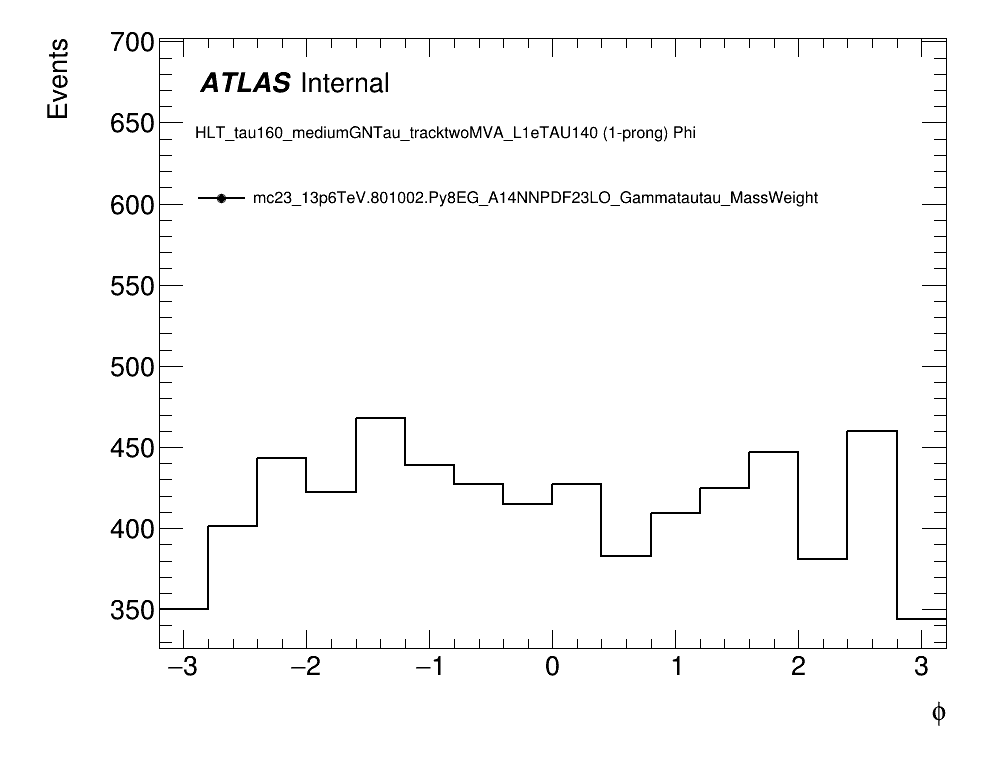 Events
700
650
600
550
500
450
400
350
ATLAS Internal
HLT_tau160_mediumGNTau_tracktwoMVA_L1eTAU140 (1-prong) Phi
mc23_13p6TeV.801002.Py8EG_A14NNPDF23LO_Gammatautau_MassWeight
−3 −2 −1 0 1 2 3
ϕ